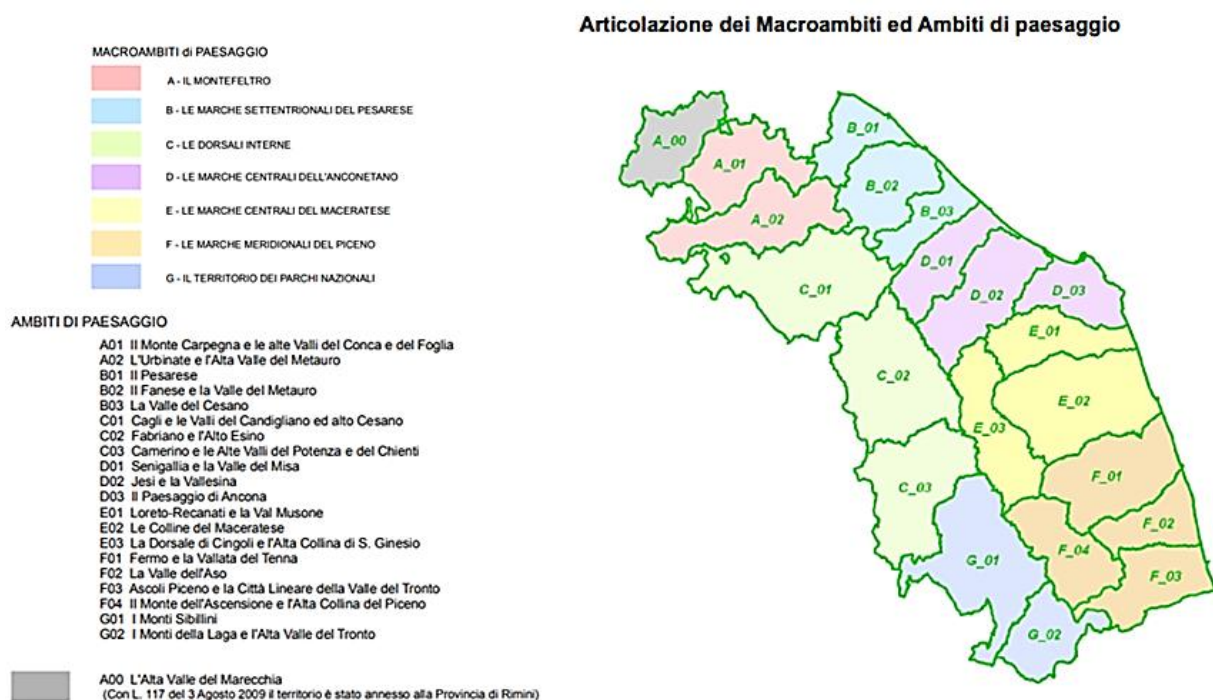 Articolazione dei Macroambiti ed Ambiti di paesaggio
MACROAMBITI di PAESAGGIO
A - IL MONTEFELTRO
B - LE MARCHE SETTENTRIONALI DEL PESARESE
C - LE DORSALI INTERNE
D - LE MARCHE CENTRALI DELL'ANCONETANO
E - LE MARCHE CENTRALI DEL MACERATESE
F - LE MARCHE MERIDIONALI DEL PICENO
G - IL TERRITORIO DEI PARCHI NAZIONALI
AMBITI DI PAESAGGIO
A01 Il Monte Carpegna e le alte Valli del Conca e del Foglia
A02 L'Urbinate e l'Alta Valle del Metauro
B01 Il Pesarese
B02 Il Fanese e la Valle del Metauro
B03 La Valle del Cesano
C01 Cagli e le Valli del Candigliano ed alto Cesano
C02 Fabriano e l'Alto Esino
C03 Camerino e le Alte Valli del Potenza e del Chienti
D01 Senigallia e la Valle del Misa
D02 Jesi e la Vallesina
D03 Il Paesaggio di Ancona
E01 Loreto-Recanati e la Val Musone
E02 Le Colline del Maceratese
E03 La Dorsale di Cingoli e l'Alta Collina di S. Ginesio
F01 Fermo e la Vallata del Tenna
F02 La Valle dell'Aso
F03 Ascoli Piceno e la Città Lineare della Valle del Tronto
F04 Il Monte dell'Ascensione e l'Alta Collina del Piceno
G01 I Monti Sibillini
G02 I Monti della Laga e l'Alta Valle del Tronto
A00 L'Alta Valle del Marecchia
(Con L. 117 del 3 Agosto 2009 il territorio è stato annesso alla Provincia di Rimini)
A_00
A_01
A_02
B_01
B_02
B_03
C_01
D_01
D_02
D_03
E_01
C_02
E_02
E_03
F_01
C_03
F_02
F_04
G_01
F_03
G_02